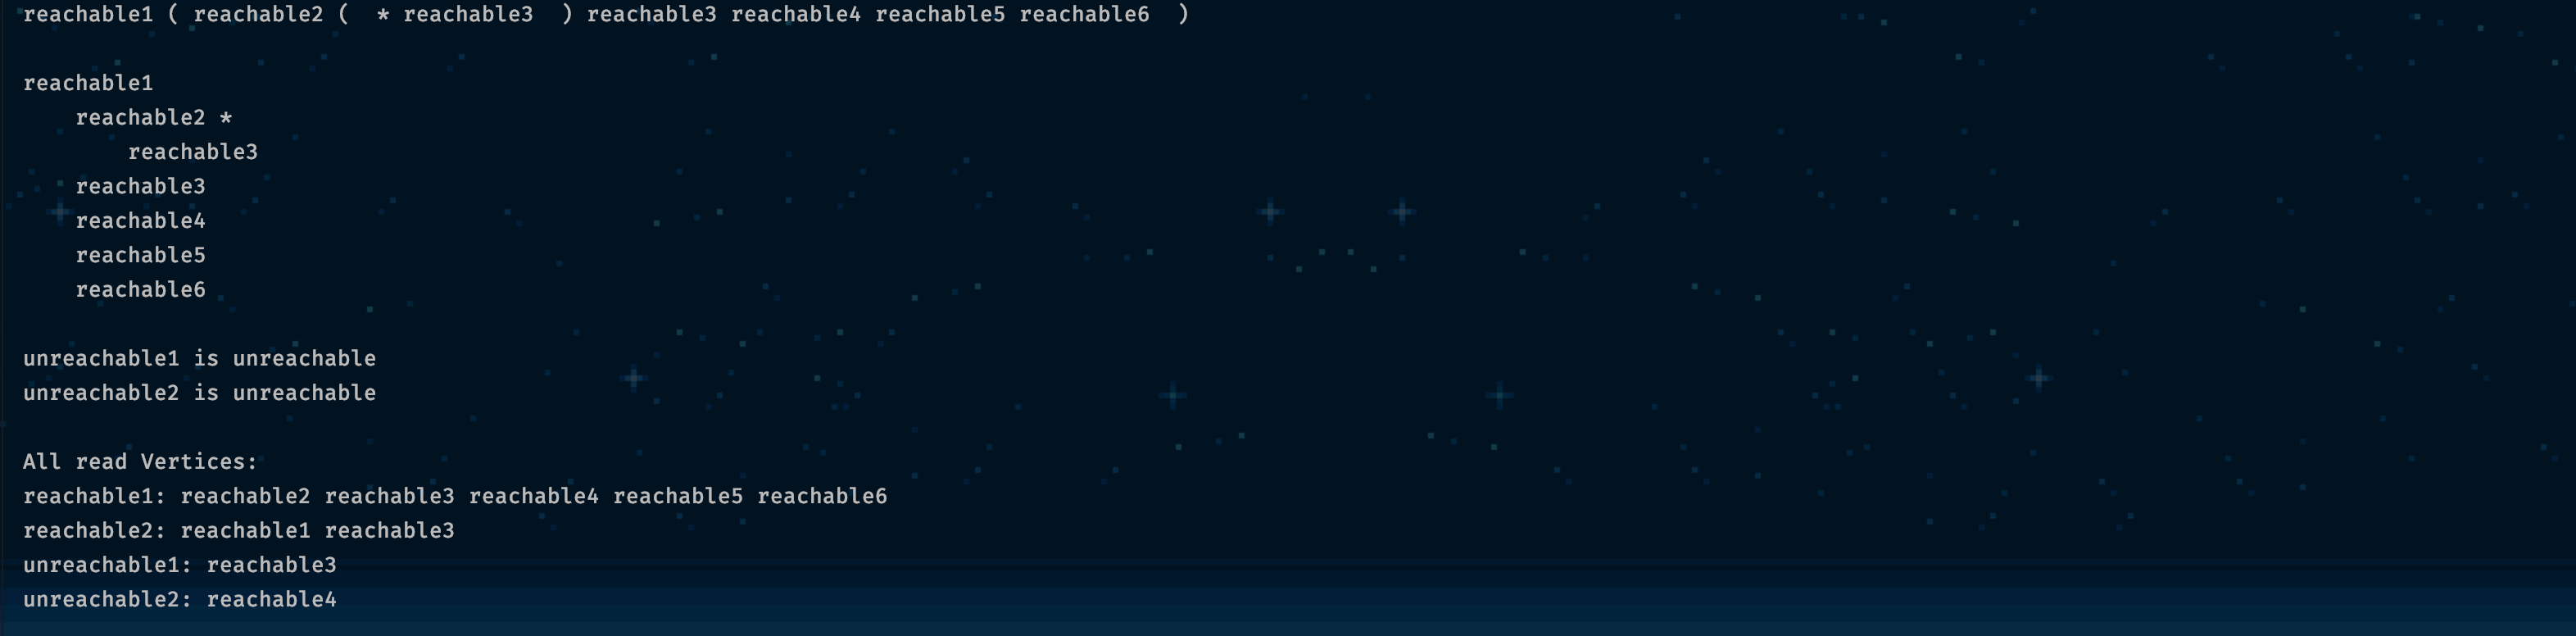 reachable1 ( reachable2 (  * reachable3  ) reachable3 reachable4 reachable5 reachable6  )
reachable1
reachable2 *
reachable3
reachable3
reachable4
reachable5
reachable6
unreachable1 is unreachable
unreachable2 is unreachable
All read Vertices:
reachable1: reachable2 reachable3 reachable4 reachable5 reachable6
reachable2: reachable1 reachable3
unreachable1: reachable3
unreachable2: reachable4